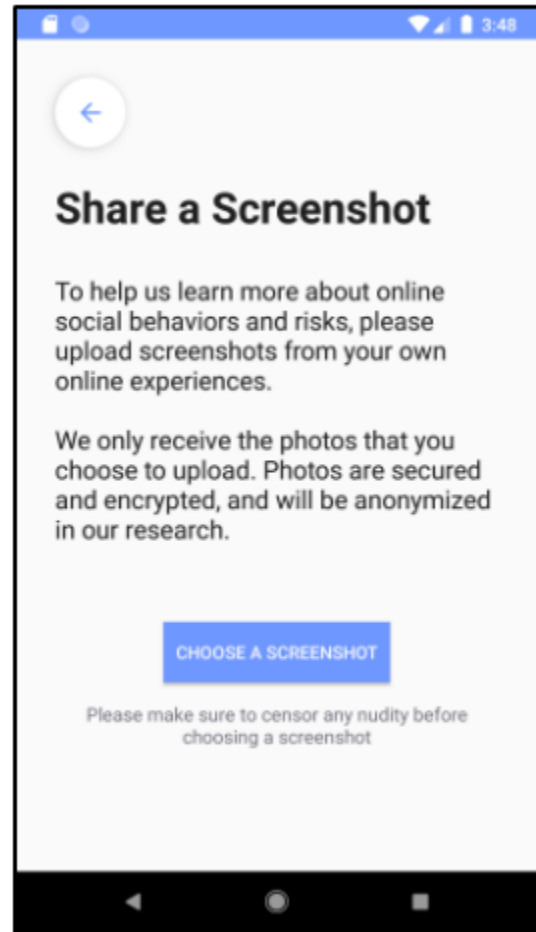 3:48
Share a Screenshot
To help us learn more about online
social behaviors and risks, please
upload screenshots from your own
online experiences.
We only receive the photos that you
choose to upload. Photos are secured
and encrypted, and will be anonymized
in our research.
CHOOSE A SCREENSHOT
Please make sure to censor any nudity before
choosing a screenshot